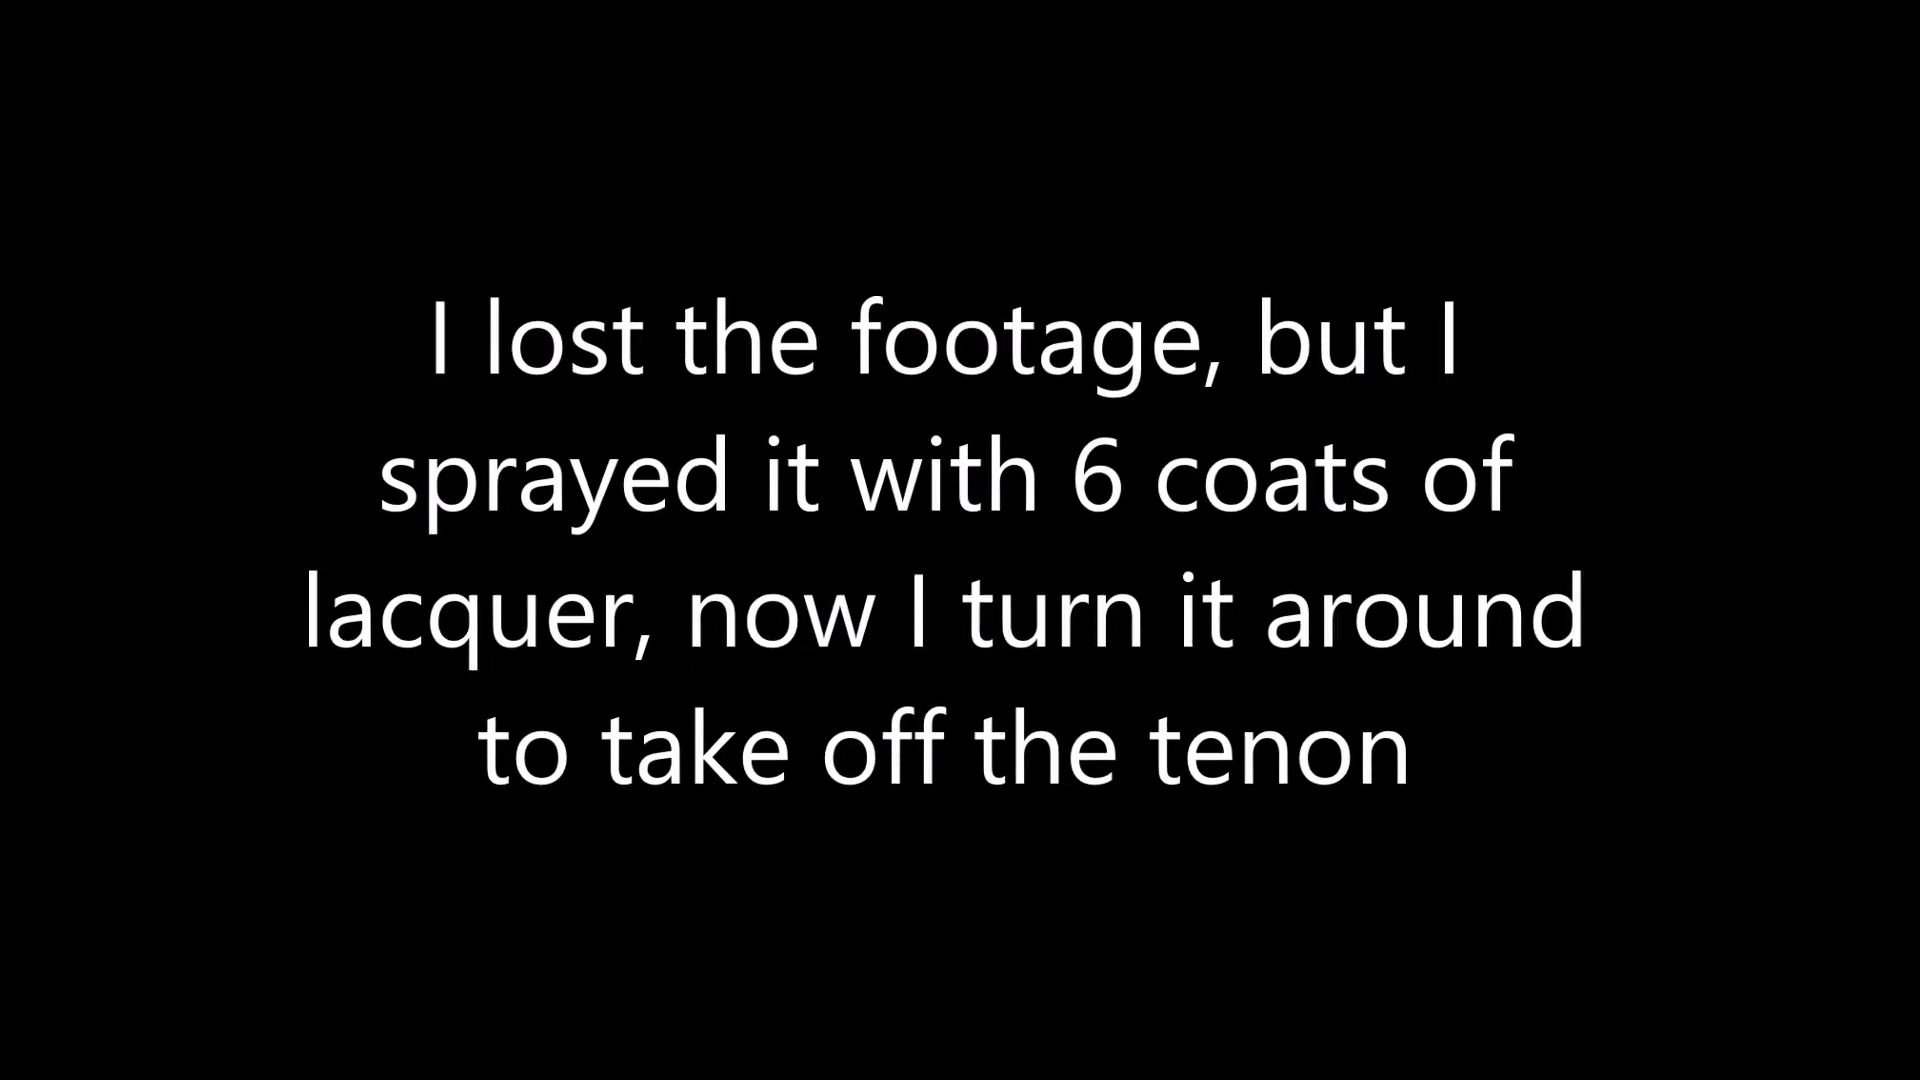 I lost the footage, but I
sprayed it with 6 coats of
lacquer, now I turn it around
to take off the tenon